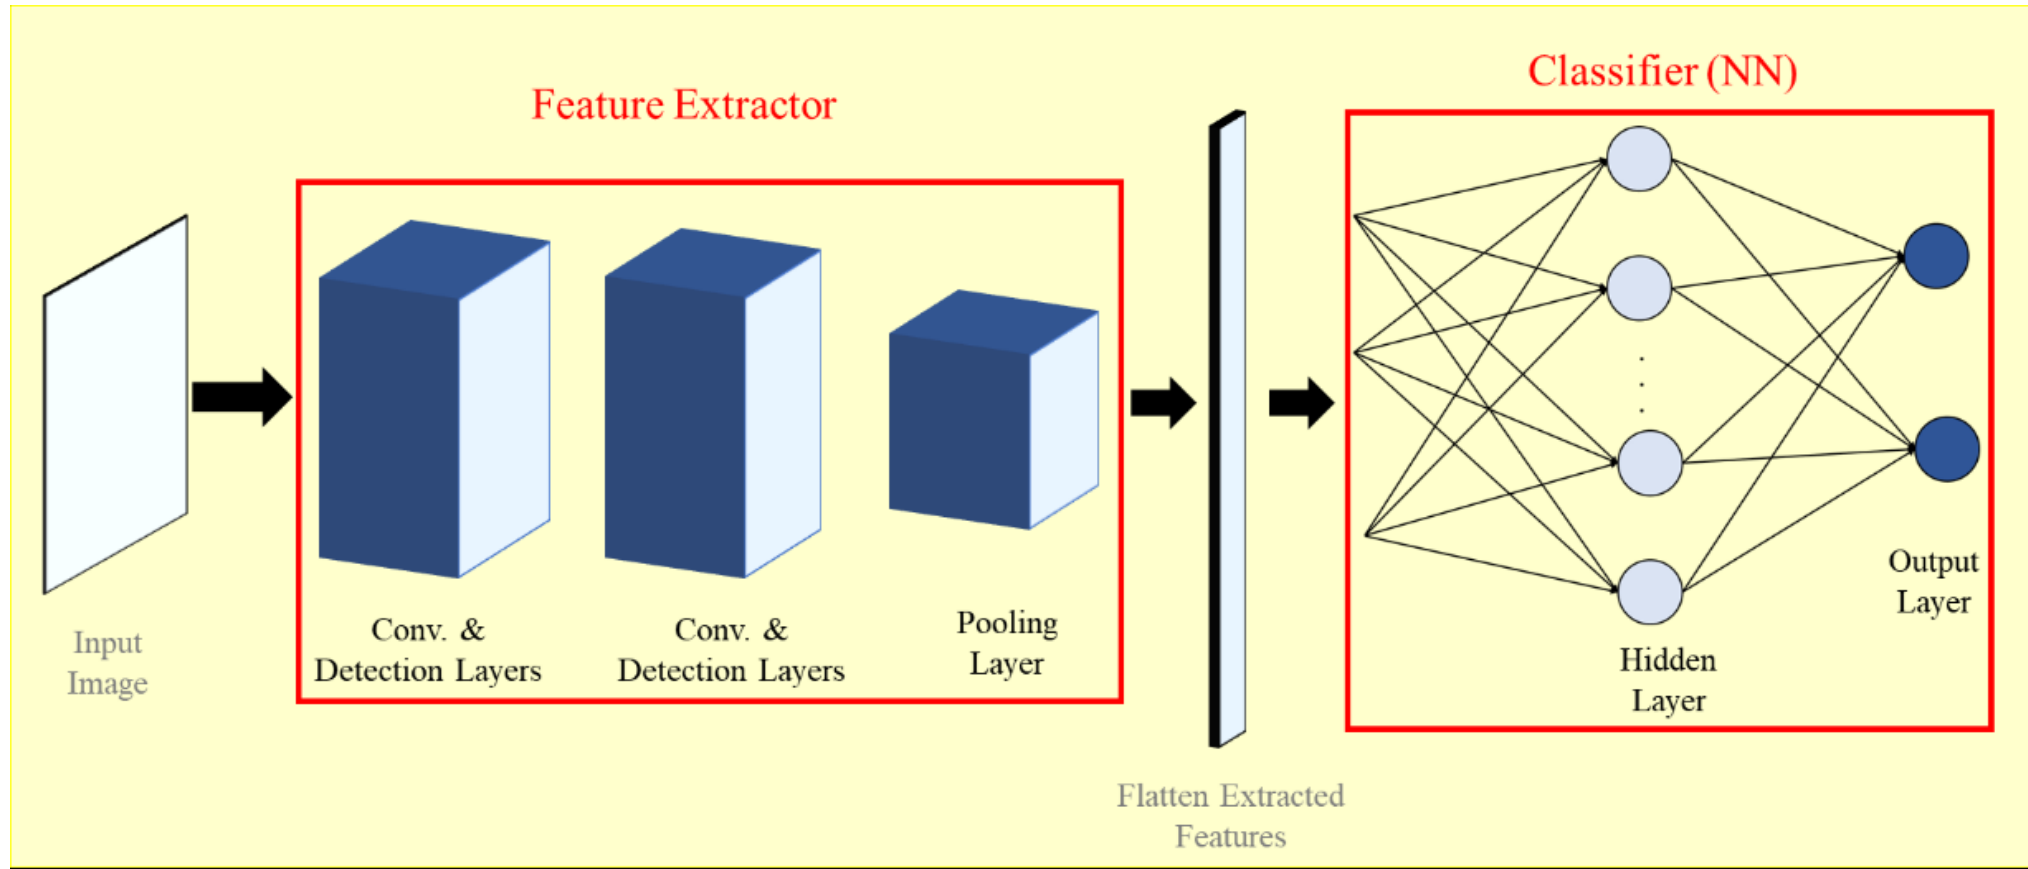 Feature Extractor
Classifier (NN)
Input
Image
Conv. &
Detection Layers
Conv. &
Detection Layers
Pooling
Layer
Flatten Extracted
Features
Hidden
Layer
Output
Layer